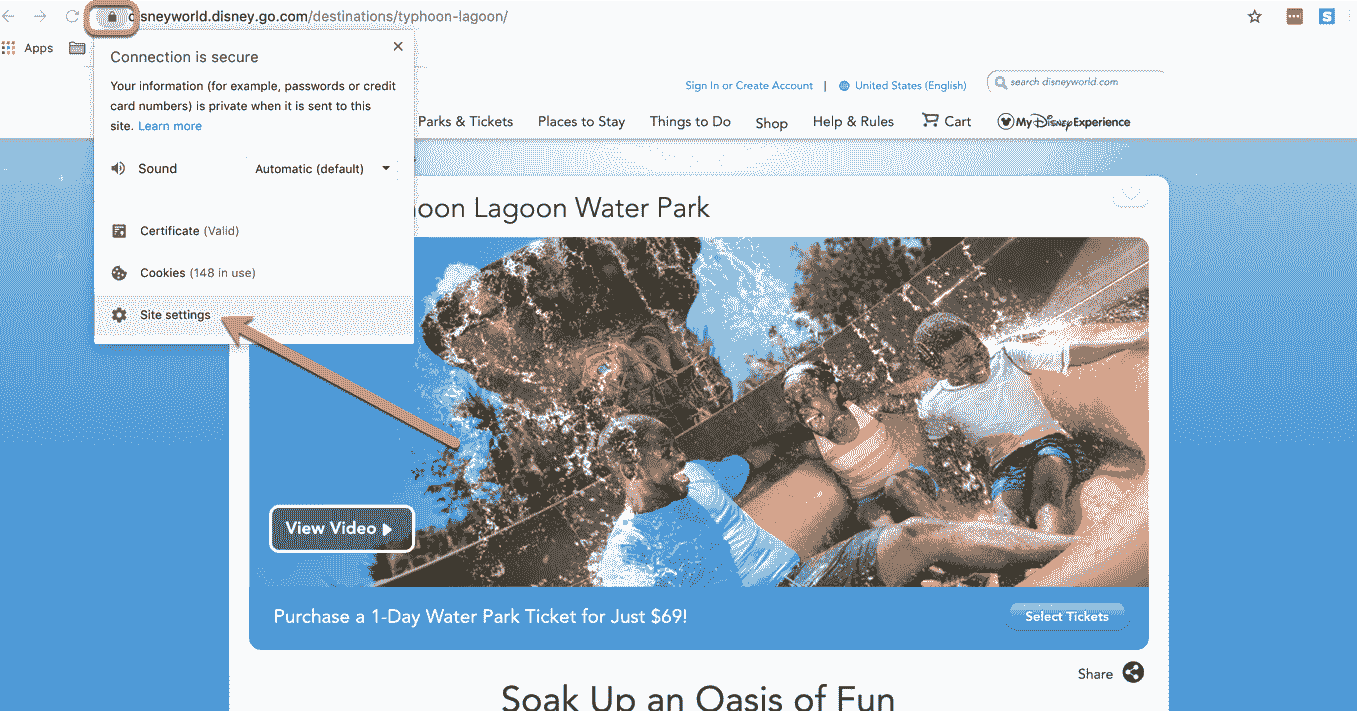 disneyworld.disney.go.com/destinations/typhoon-lagoon/
Apps
Connection is secure
Your information (for example, passwords or credit
card numbers) is private when it is sent to this
site. Learn more
Sound Automatic (default)
Certificate (Valid)
Cookies (148 in use)
Site settings
Sign In or Create Account | United States (English)
search disneyworld.com
Parks & Tickets Places to Stay Things to Do Shop Help & Rules Cart My Disney Experience
hoon Lagoon Water Park
View Video
Purchase a 1-Day Water Park Ticket for Just $69!
Select Tickets
Share
Soak Up an Oasis of Fun